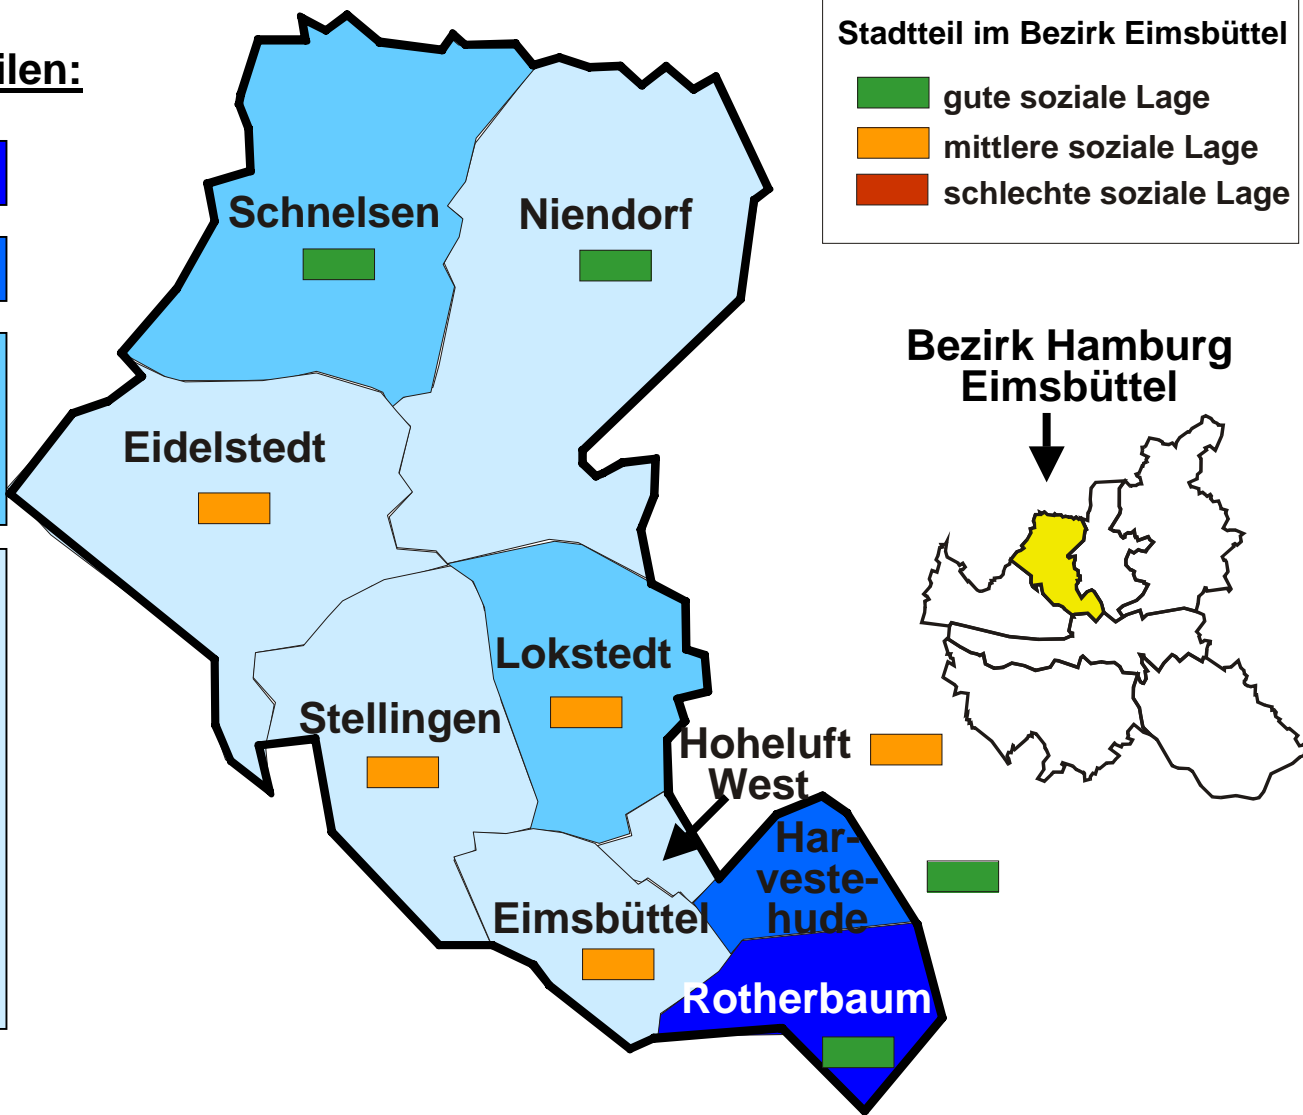 ilen:
Stadtteil im Bezirk Eimsbüttel
gute soziale Lage
mittlere soziale Lage
schlechte soziale Lage
Schnelsen
Niendorf
Bezirk Hamburg
Eimsbüttel
Eidelstedt
Lokstedt
Stellingen
Hoheluft
West
Har-
veste-
hude
Eimsbüttel
Rotherbaum